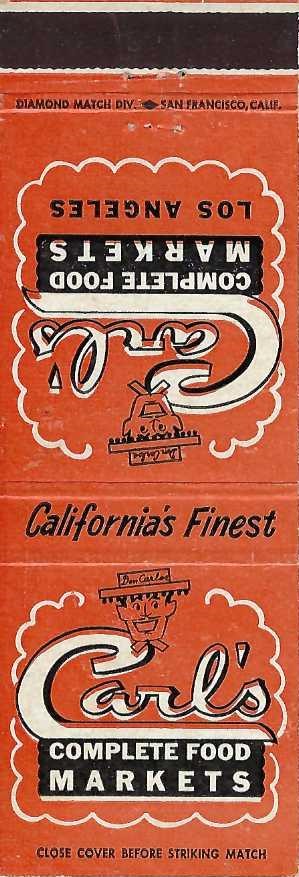 DIAMOND MATCH DIV. SAN FRANCISCO, CALIF.
LOS ANGELES
MARKETS
COMPLETE FOOD
Carl's
Don Carlos
California's Finest
Don Carlos
Carl's
COMPLETE FOOD
MARKETS
CLOSE COVER BEFORE STRIKING MATCH